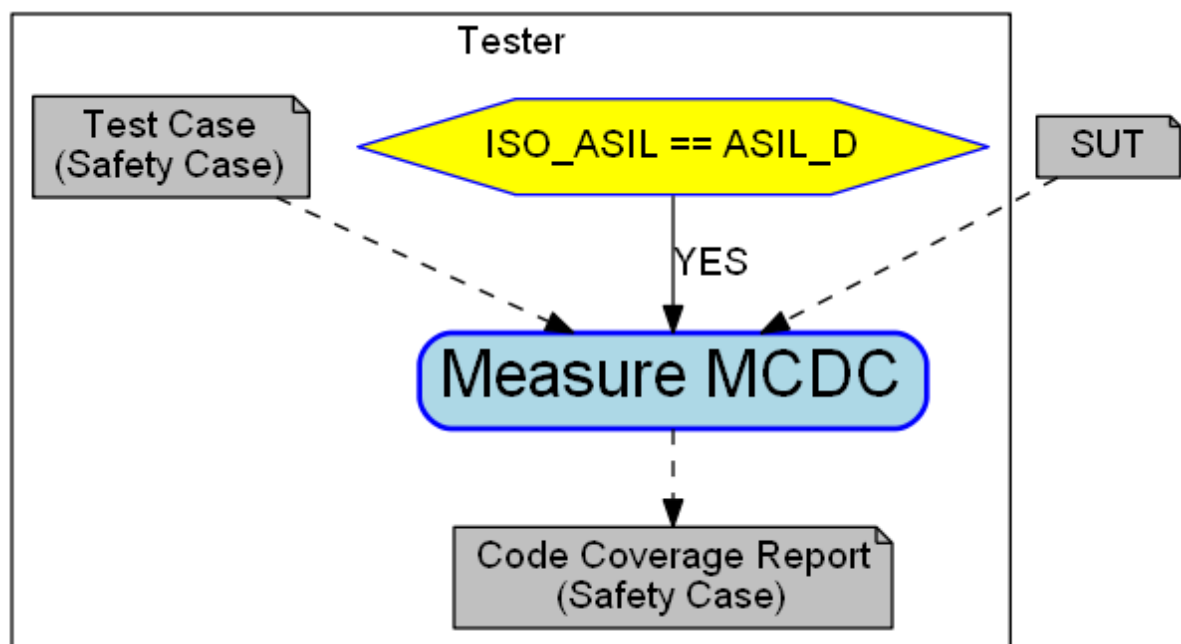 Tester
Test Case
(Safety Case)
ISO_ASIL == ASIL_D
SUT
YES
Measure MCDC
Code Coverage Report
(Safety Case)